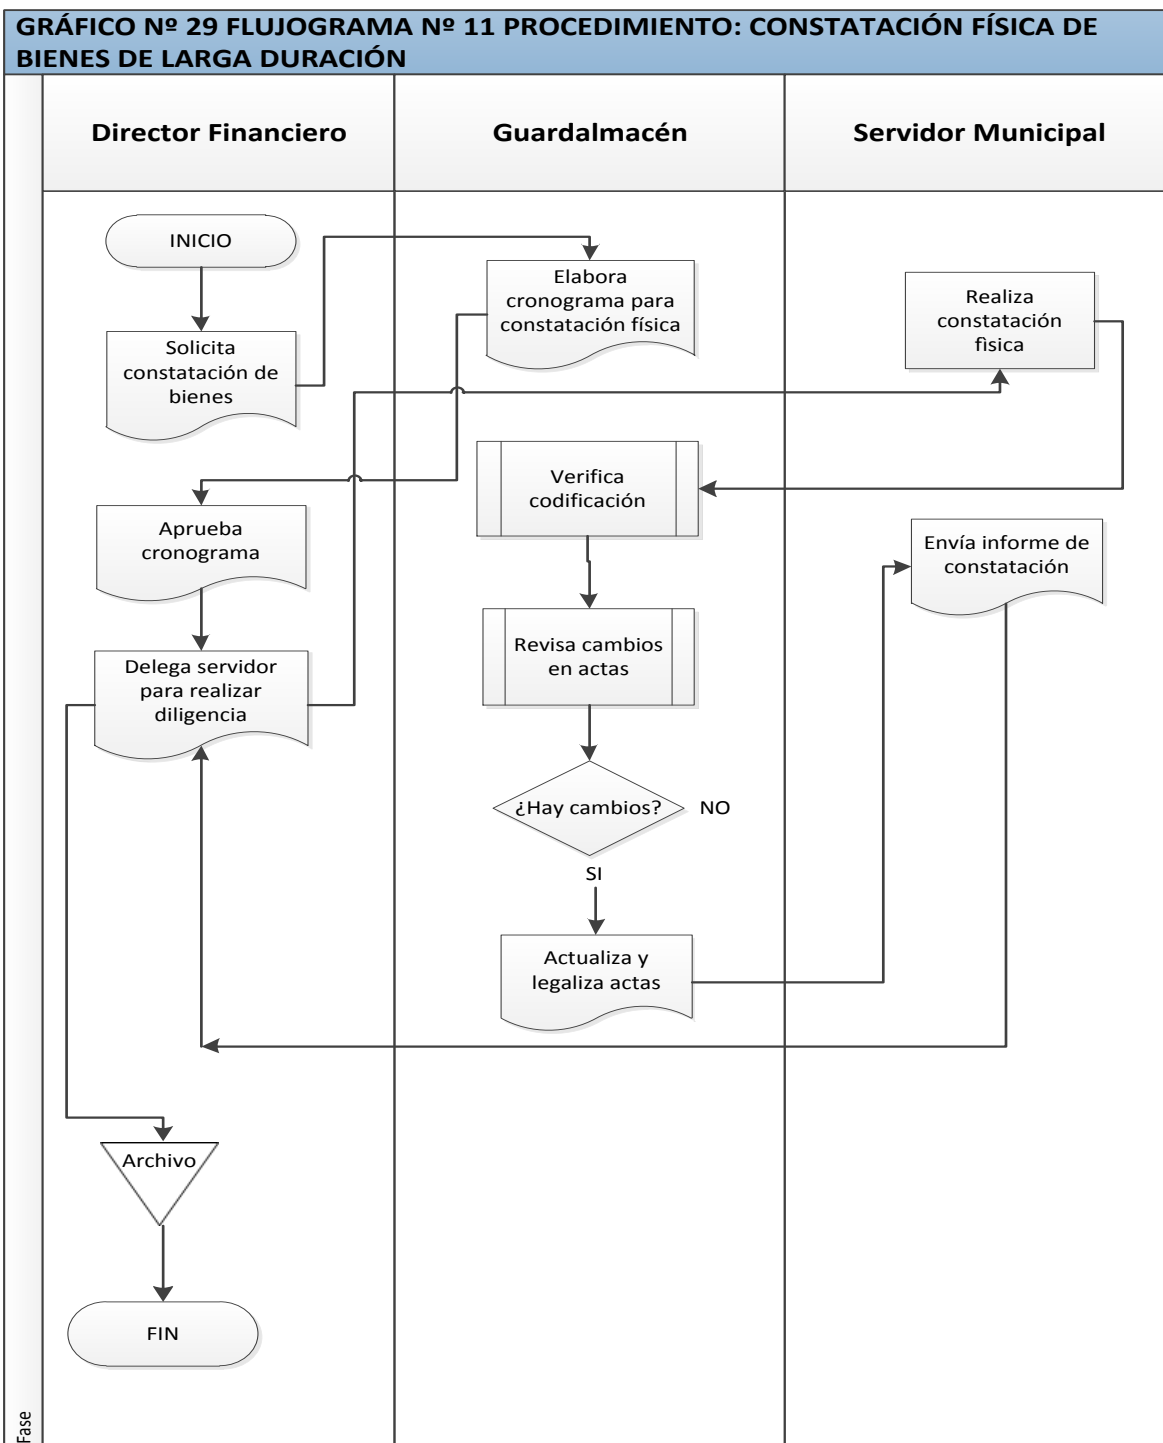 GRÁFICO Nº 29 FLUJOGRAMA Nº 11 PROCEDIMIENTO: CONSTATACIÓN FÍSICA DE
BIENES DE LARGA DURACIÓN
Director Financiero
Guardalmacén
Servidor Municipal
INICIO
Solicita
constatación de
bienes
Elabora
cronograma para
constatación física
Realiza
constatación
fìsica
Aprueba
cronograma
Verifica
codificación
Envía informe de
constatación
Delega servidor
para realizar
diligencia
Revisa cambios
en actas
¿Hay cambios?
NO
SI
Actualiza y
legaliza actas
Archivo
FIN
Fase